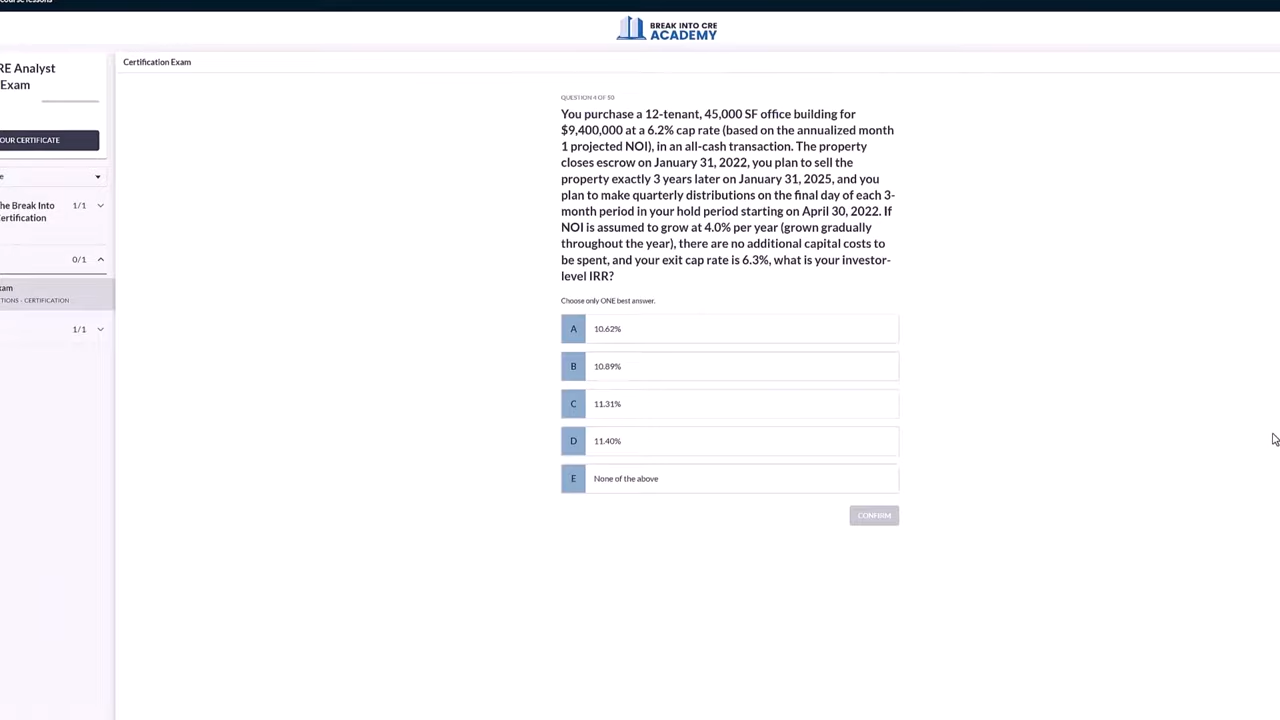 BREAK INTO CRE
ACADEMY
RE Analyst
Exam
OUR CERTIFICATE
e
he Break Into
ertification
1/1
0/1
xam
TIONS - CERTIFICATION
1/1
Certification Exam
QUESTION 4 OF 50
You purchase a 12-tenant, 45,000 SF office building for
$9,400,000 at a 6.2% cap rate (based on the annualized month
1 projected NOI), in an all-cash transaction. The property
closes escrow on January 31, 2022, you plan to sell the
property exactly 3 years later on January 31, 2025, and you
plan to make quarterly distributions on the final day of each 3-
month period in your hold period starting on April 30, 2022. If
NOI is assumed to grow at 4.0% per year (grown gradually
throughout the year), there are no additional capital costs to
be spent, and your exit cap rate is 6.3%, what is your investor-
level IRR?
Choose only ONE best answer.
A 10.62%
B 10.89%
C 11.31%
D 11.40%
E None of the above
CONFIRM